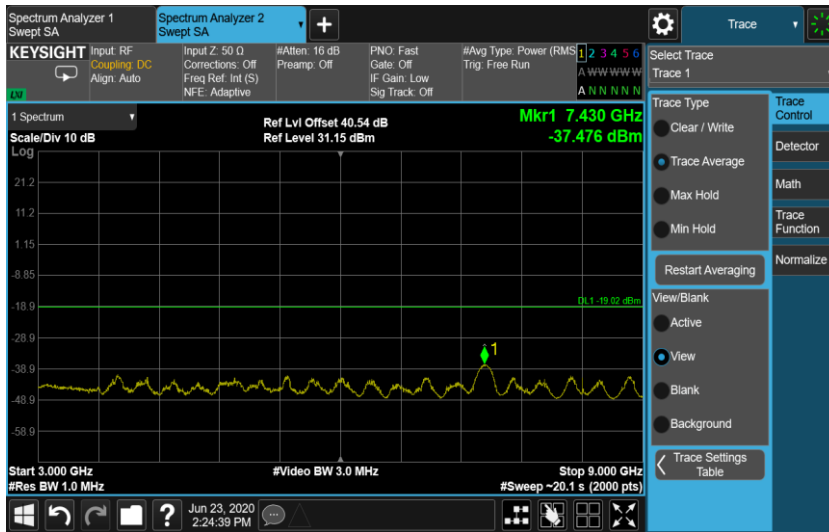 Spectrum Analyzer 1
Swept SA
Spectrum Analyzer 2
Swept SA
+
KEYSIGHT
LXI
Input: RF
Coupling: DC
Align: Auto
Input Z: 50 Ω
Corrections: Off
Freq Ref: Int (S)
NFE: Adaptive
#Atten: 16 dB
Preamp: Off
PNO: Fast
Gate: Off
IF Gain: Low
Sig Track: Off
#Avg Type: Power (RMS
Trig: Free Run
1 2 3 4 5 6
A W W W W W
A N N N N N
1 Spectrum
Scale/Div 10 dB
Log
Ref Lvl Offset 40.54 dB
Ref Level 31.15 dBm
Mkr1 7.430 GHz
-37.476 dBm
21.2
11.2
1.15
-8.85
-18.9
-28.9
-38.9
-48.9
-58.9
DL1 -19.02 dBm
1
Start 3.000 GHz
#Res BW 1.0 MHz
#Video BW 3.0 MHz
Stop 9.000 GHz
#Sweep ~20.1 s (2000 pts)
?
Jun 23, 2020
2:24:39 PM
Trace
Select Trace
Trace 1
Trace Type
Clear / Write
Trace Average
Max Hold
Min Hold
Restart Averaging
View/Blank
Active
View
Blank
Background
Trace Settings
Table
Trace
Control
Detector
Math
Trace
Function
Normalize